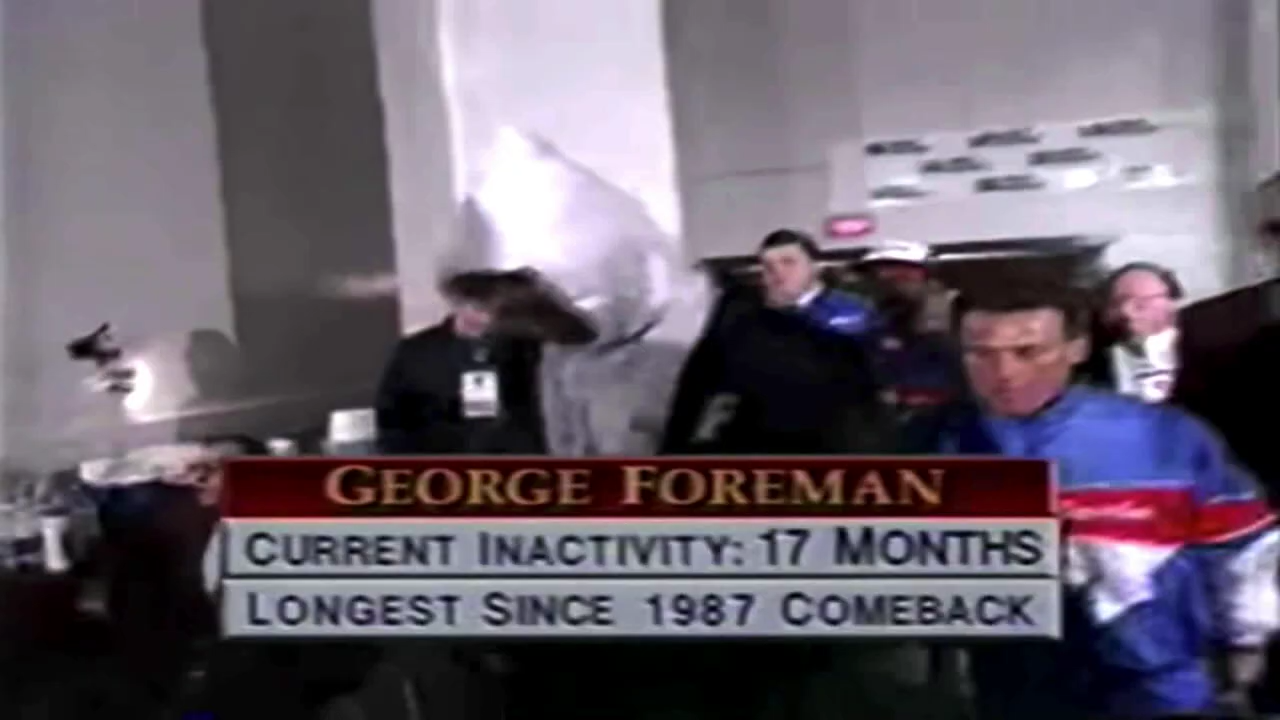 GEORGE FOREMAN
CURRENT INACTIVITY: 17 MONTHS
LONGEST SINCE 1987 COMEBACK